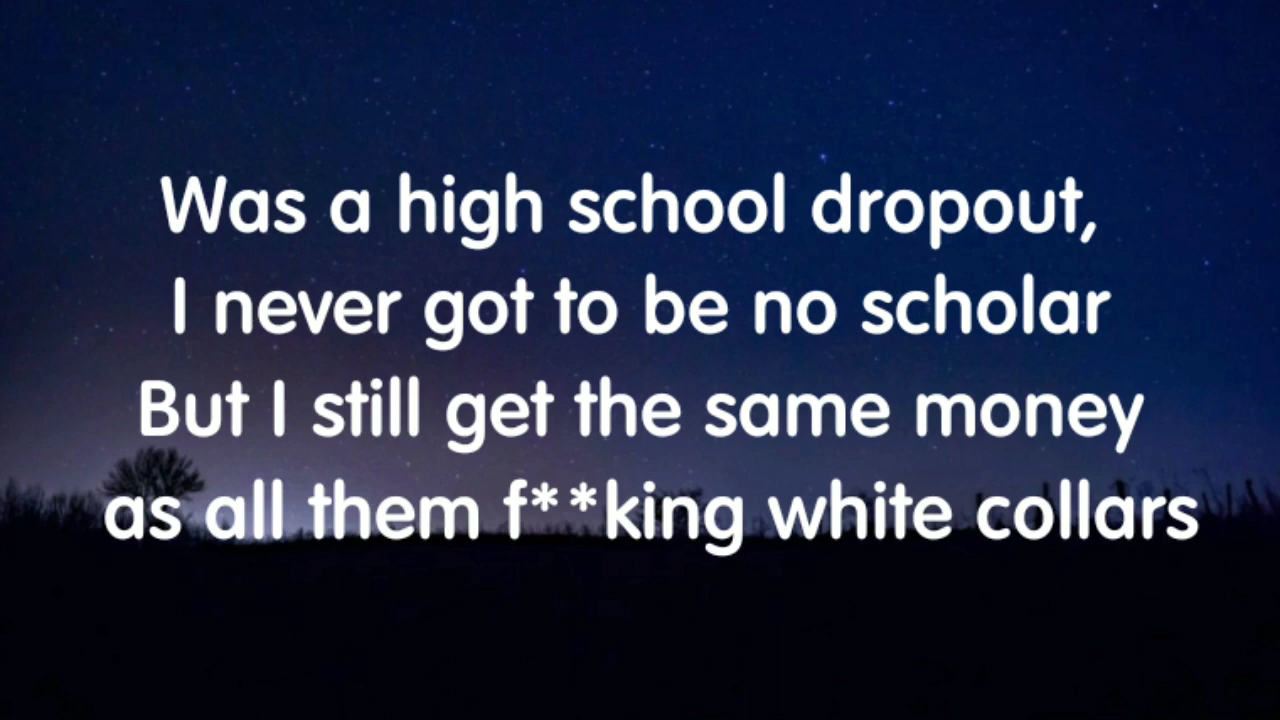 Was a high school dropout,
I never got to be no scholar
But I still get the same money
as all them f**king white collars